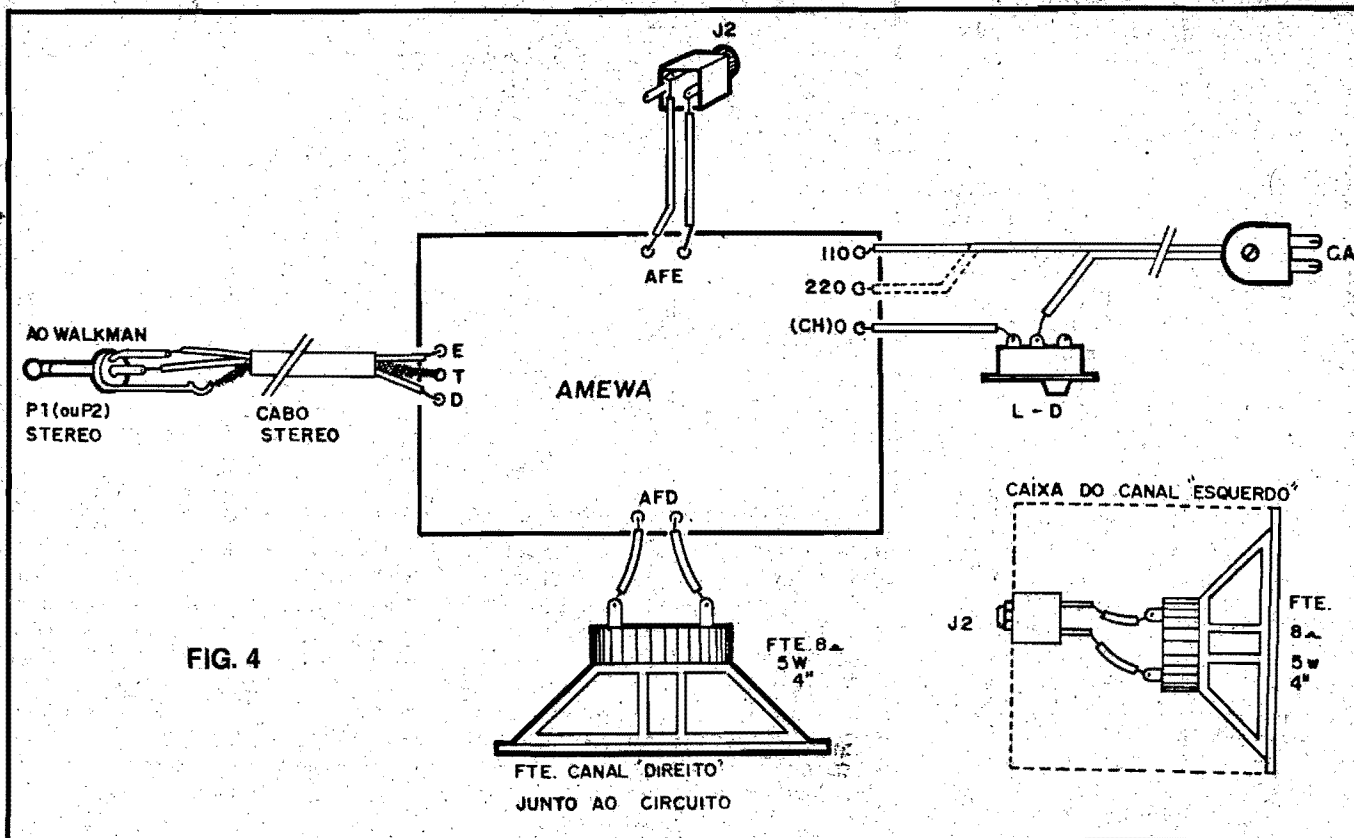 J2
AFE
110
220
(CH)0
C.A
L - D
AO WALKMAN
P1(ouP2)
STEREO
CABO
STEREO
E
T
D
AMEWA
AFD
FTE. 8
5W
4"
FTE. CANAL "DIREITO"
JUNTO AO CIRCUITO
CAIXA DO CANAL "ESQUERDO"
J2
FTE.
8
5w
4"
FIG. 4